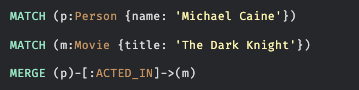 MATCH (p:Person {name: 'Michael Caine'})
MATCH (m:Movie {title: 'The Dark Knight'})
MERGE (p)-[:ACTED_IN]->(m)